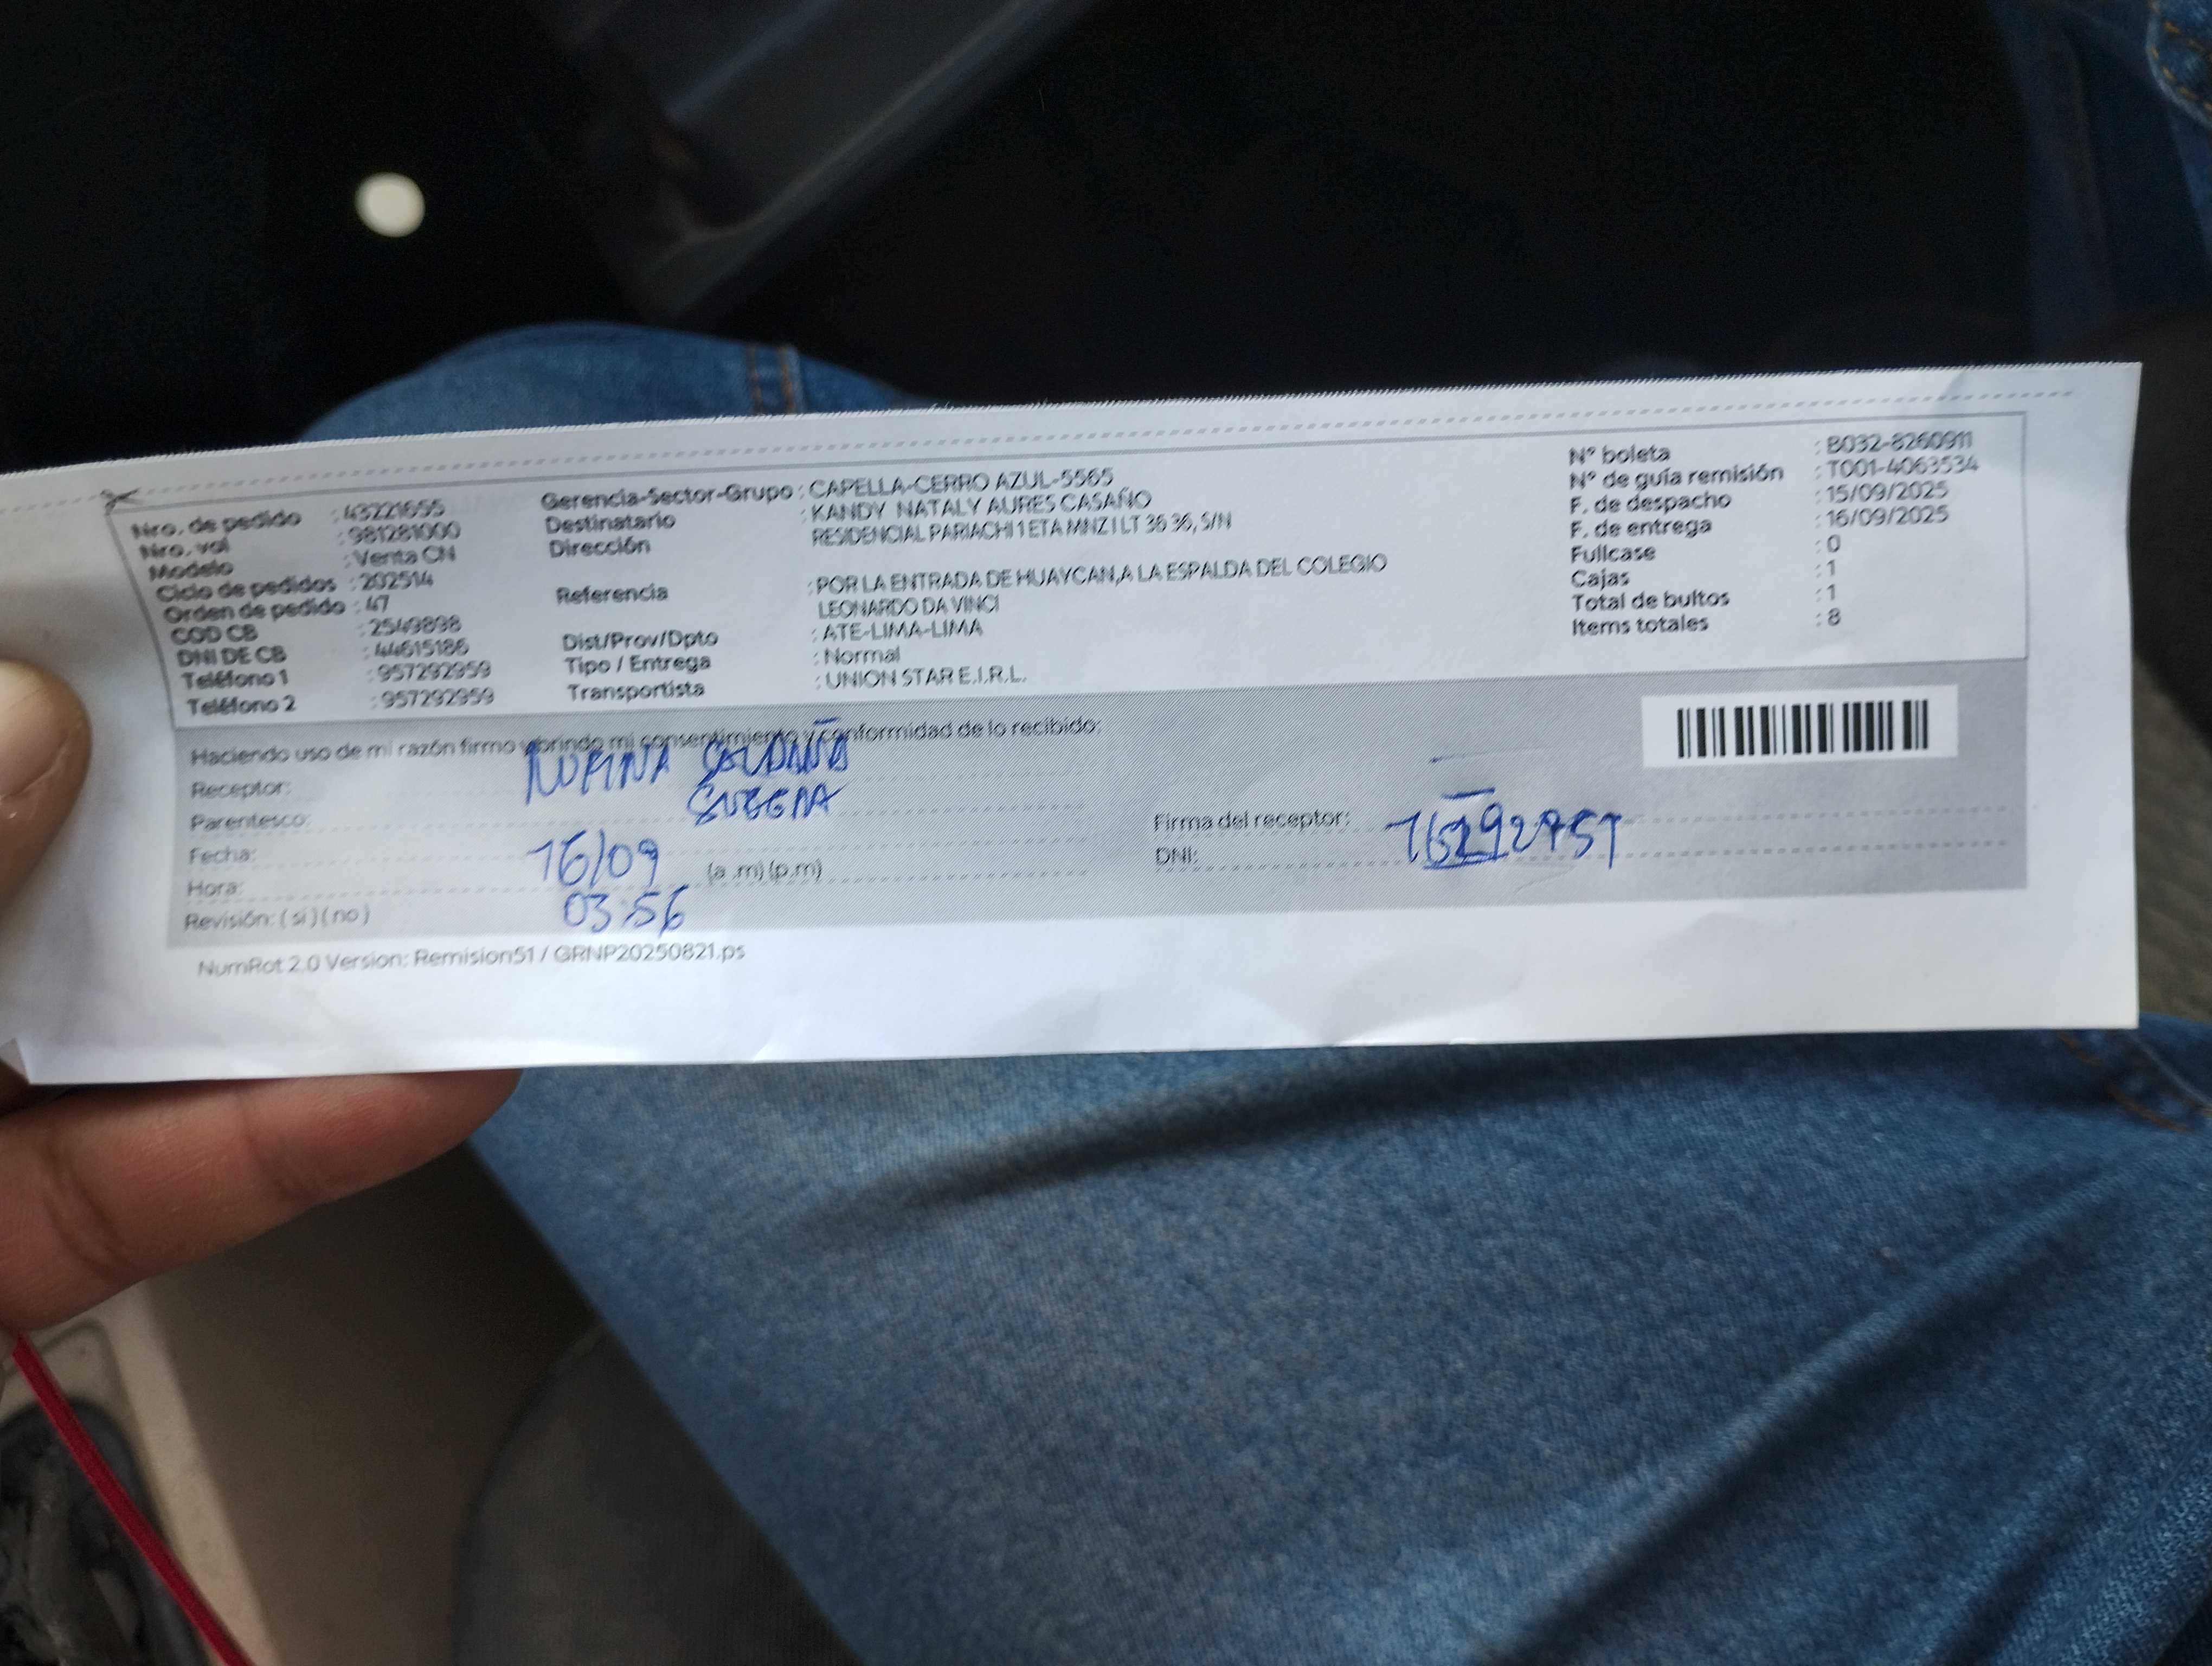 Nro. de pedido : 43221655
Nro. vol : 981281000
Modelo : Venta CN
Ciclo de pedidos : 202514
Orden de pedido : 47
COD CB : 2549898
DNI DE CB : 44615186
Teléfono 1 : 957292959
Teléfono 2 : 957292959
Gerencia-Sector-Grupo : CAPELLA-CERRO AZUL-5565
Destinatario : KANDY NATALY AURES CASAÑO
Dirección RESIDENCIAL PARIACHI 1 ETA MNZ I LT 36 36, S/N
Referencia : POR LA ENTRADA DE HUAYCAN,A LA ESPALDA DEL COLEGIO
LEONARDO DA VINCI
Dist/Prov/Dpto : ATE-LIMA-LIMA
Tipo / Entrega : Normal
Transportista : UNION STAR E.I.R.L.
N° boleta : B032-8260911
N° de guía remisión : T001-4063534
F. de despacho : 15/09/2025
F. de entrega : 16/09/2025
Fullcase : 0
Cajas : 1
Total de bultos : 1
Items totales : 8
Haciendo uso de mi razón firmo y brindo mi consentimiento y conformidad de lo recibido:
Receptor: RUFINA
Parentesco: SUEGRA
Fecha: 16/09
Hora: 03:56 (a .m) (p.m)
Revisión: ( si ) ( no )
Firma del receptor:
DNI:
NumRot 2.0 Version: Remision51 / GRNP20250821.ps